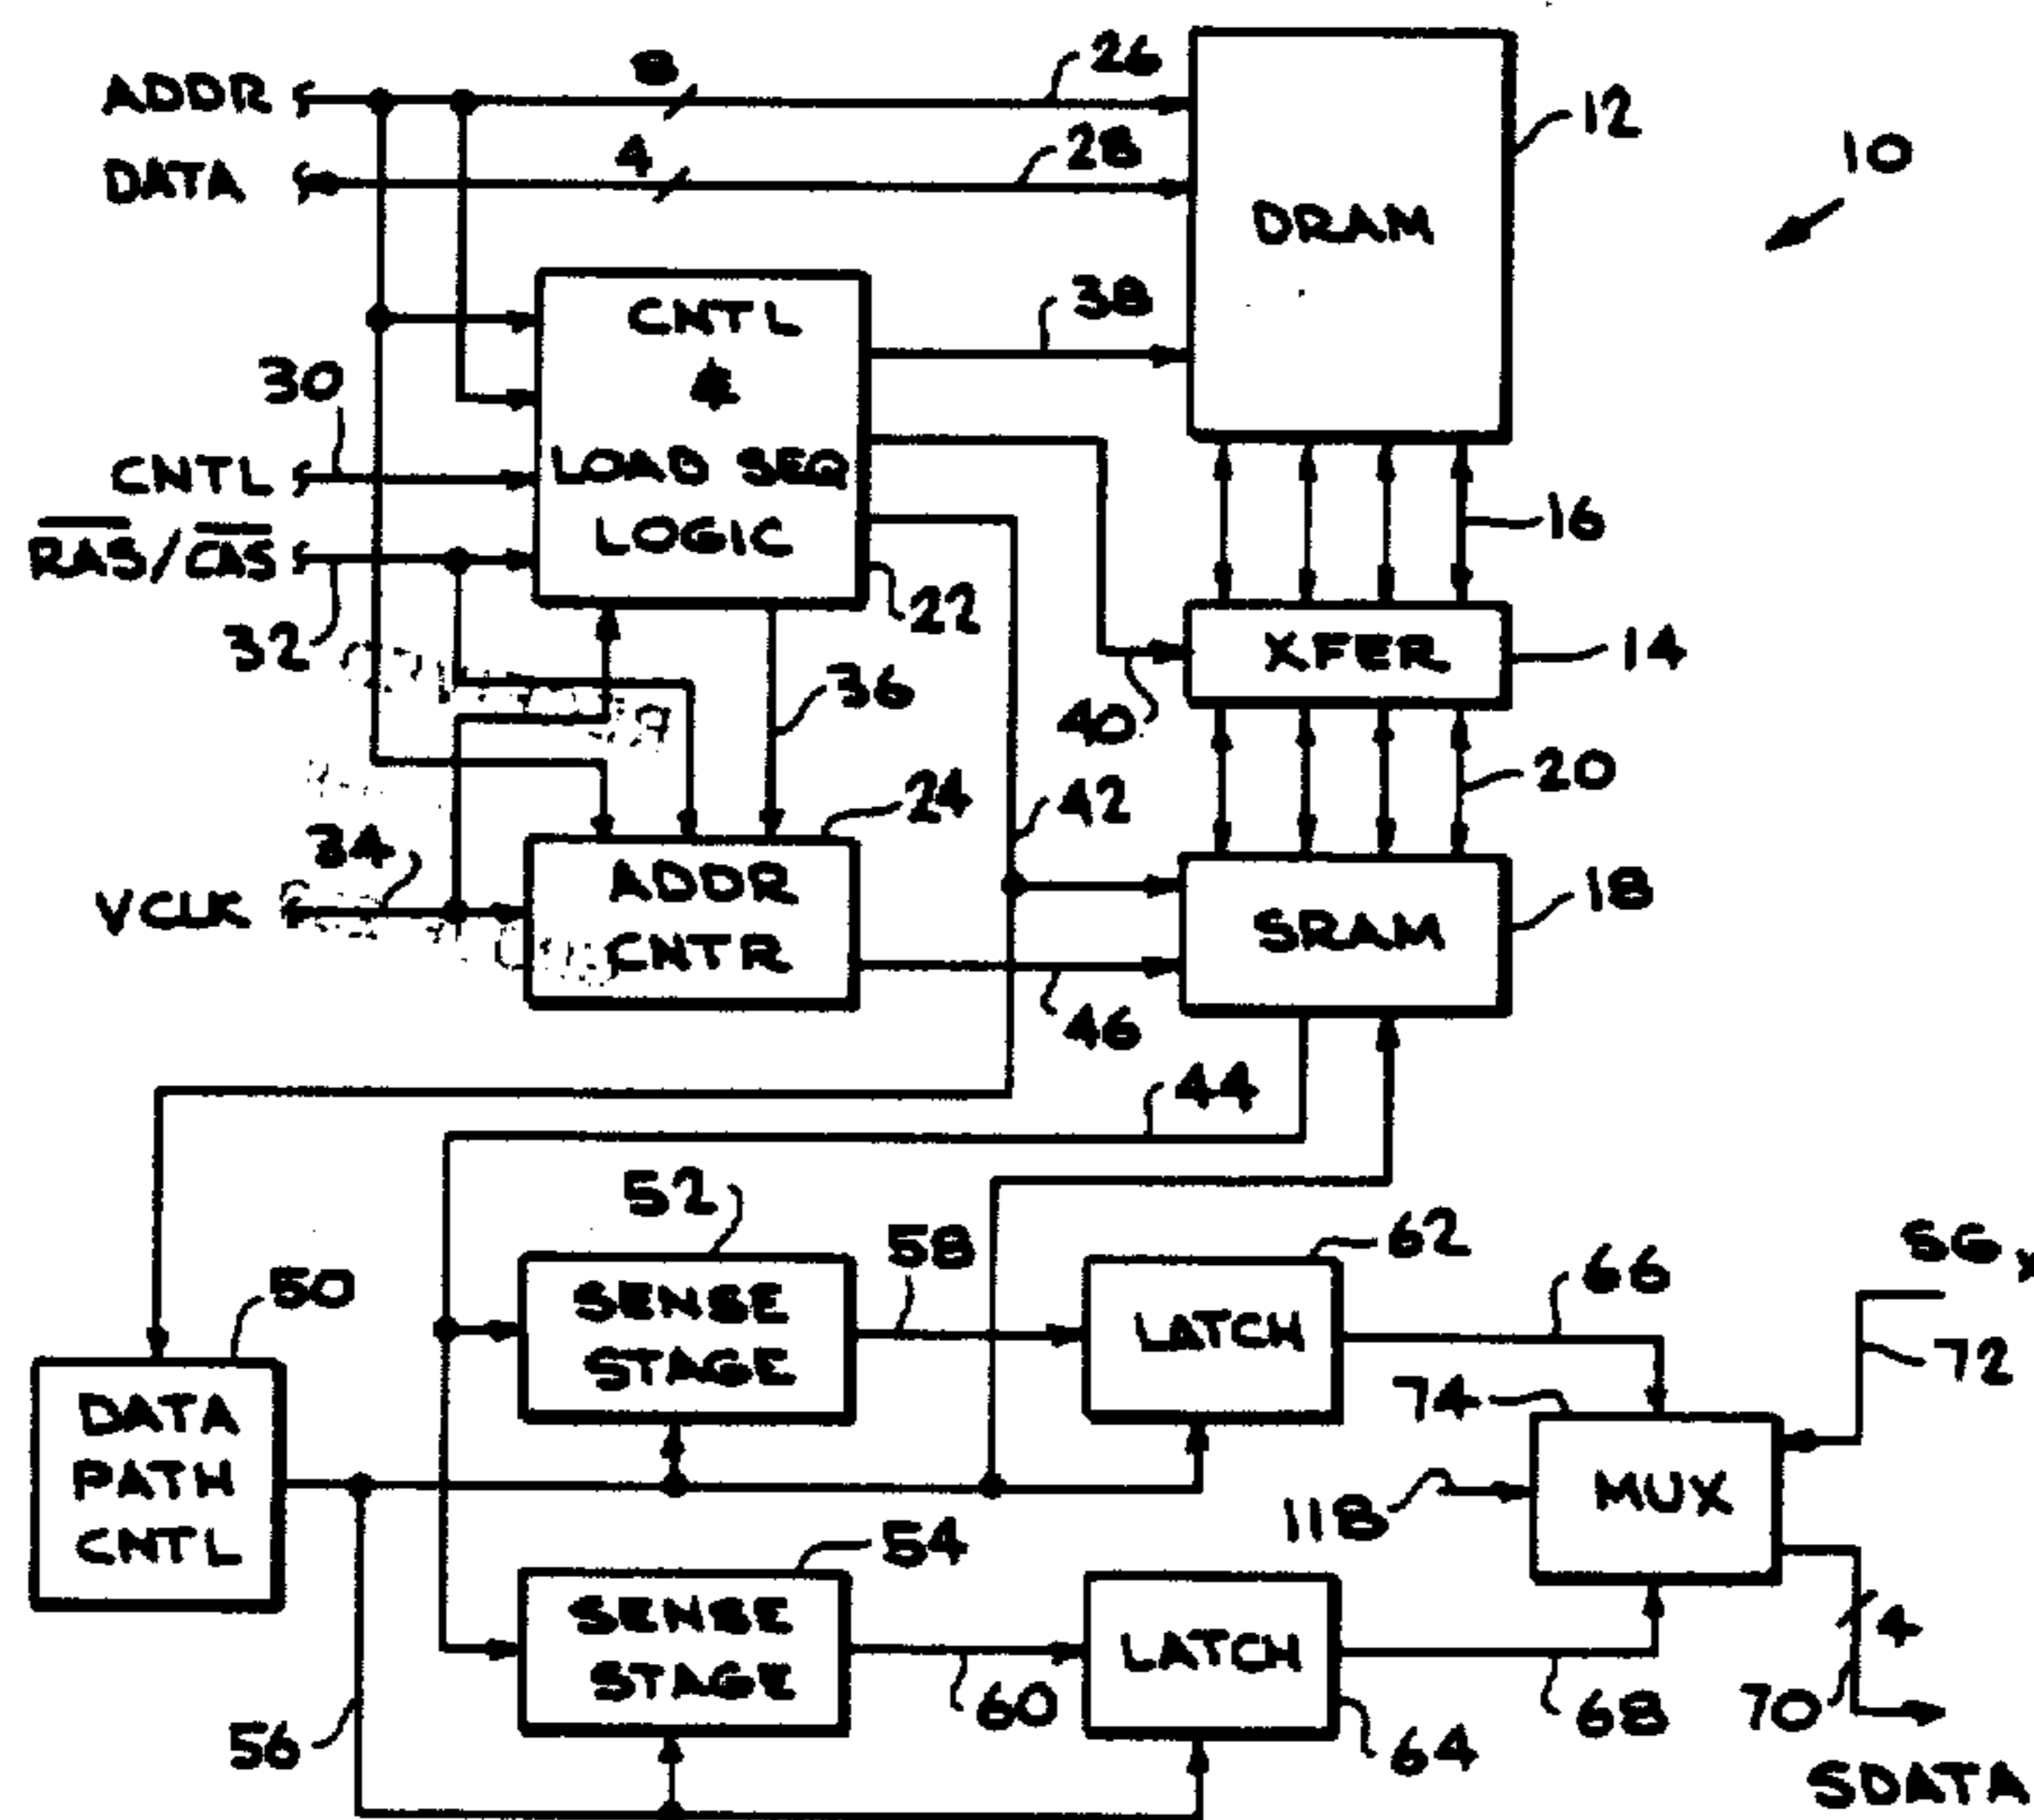 ADDR
8
26
DATA
4
28
12
10
DRAM
CNTL
&
LOAD SEQ
LOGIC
38
30
CNTL
RAS/CAS
32
22
16
XFER
14
40
36
24
42
20
34
VCLK
ADDR
CNTR
SRAM
18
46
44
52
58
62
66
SG
72
50
SENSE
STAGE
LATCH
74
DATA
PATH
CNTL
118
MUX
54
SENSE
STAGE
LATCH
4
56
60
64
68
70
SDATA